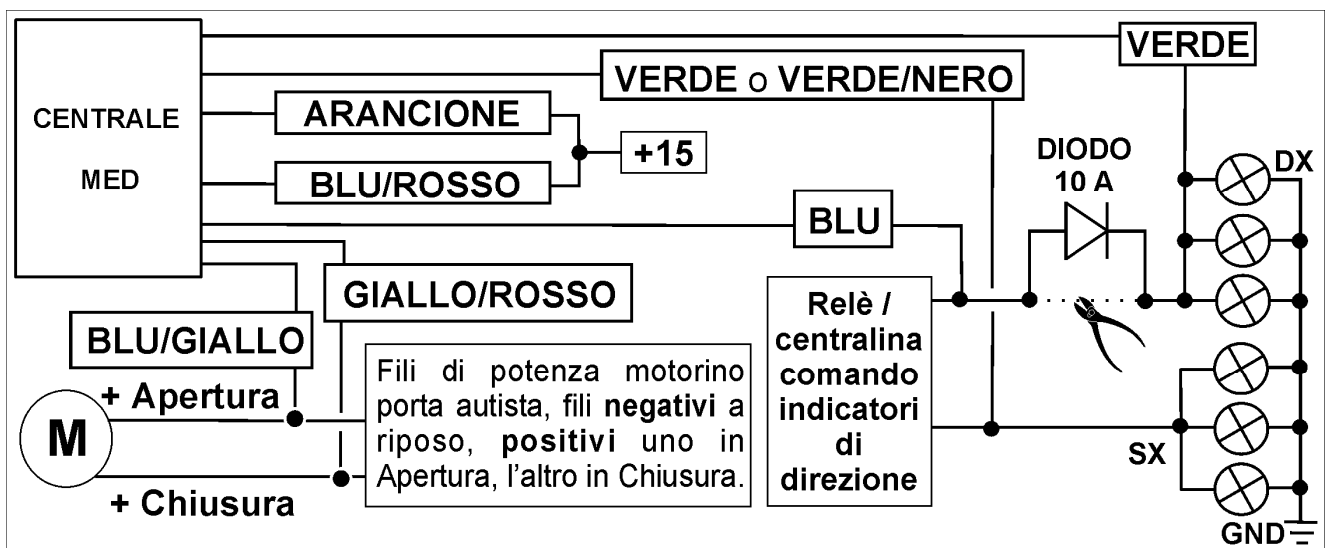 CENTRALE
MED
VERDE
VERDE o VERDE/NERO
ARANCIONE
+15
BLU/ROSSO
DIODO
10 A
DX
BLU
GIALLO/ROSSO
BLU/GIALLO
Relè /
centralina
comando
indicatori
di
direzione
+ Apertura
M
+ Chiusura
Fili di potenza motorino
porta autista, fili negativi a
riposo, positivi uno in
Apertura, l'altro in Chiusura.
SX
GND